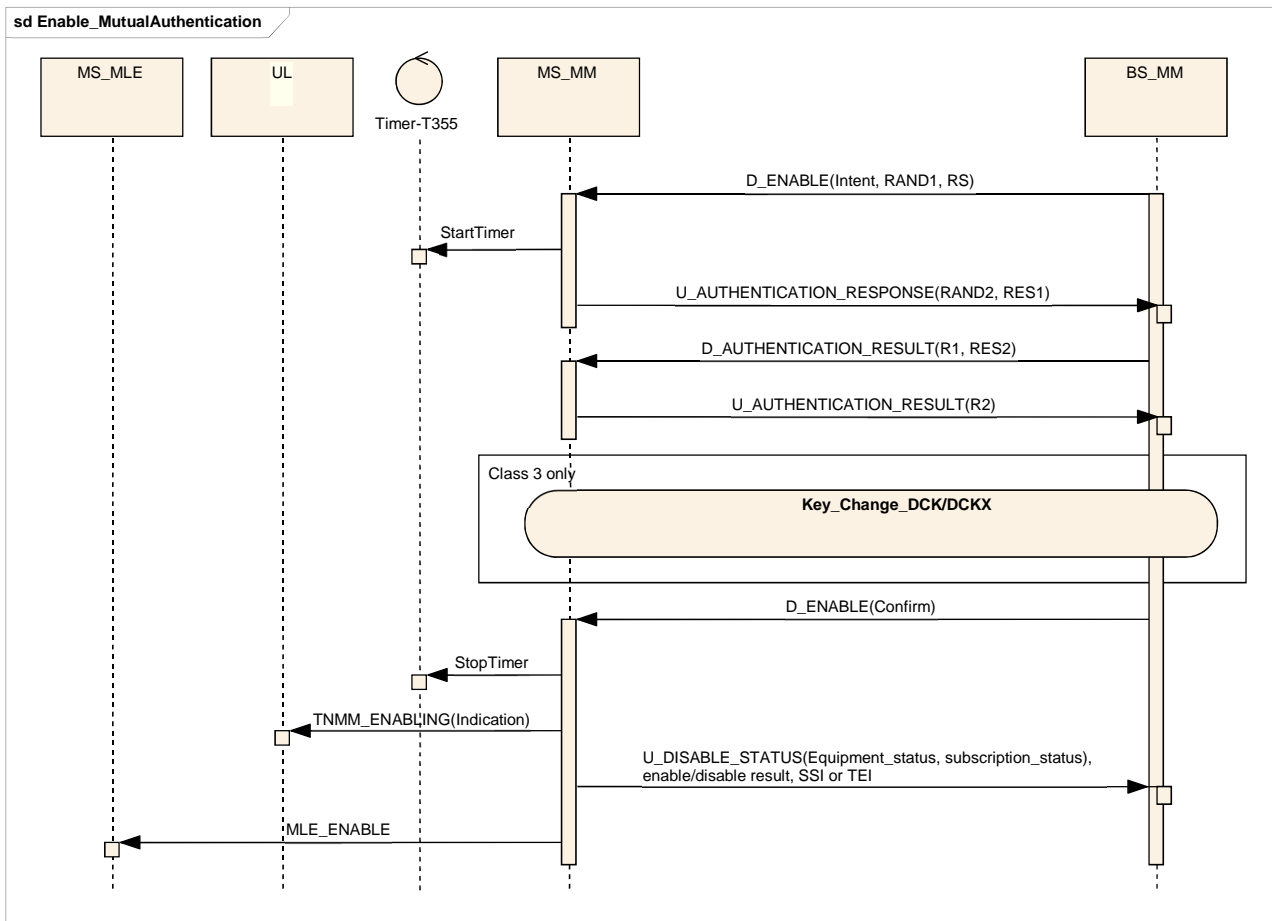 sd Enable_MutualAuthentication
MS_MLE
UL
Timer-T355
MS_MM
BS_MM
D_ENABLE(Intent, RAND1, RS)
StartTimer
U_AUTHENTICATION_RESPONSE(RAND2, RES1)
D_AUTHENTICATION_RESULT(R1, RES2)
U_AUTHENTICATION_RESULT(R2)
Class 3 only
Key_Change_DCK/DCKX
D_ENABLE(Confirm)
StopTimer
TNMM_ENABLING(Indication)
U_DISABLE_STATUS(Equipment_status, subscription_status),
enable/disable result, SSI or TEI
MLE_ENABLE